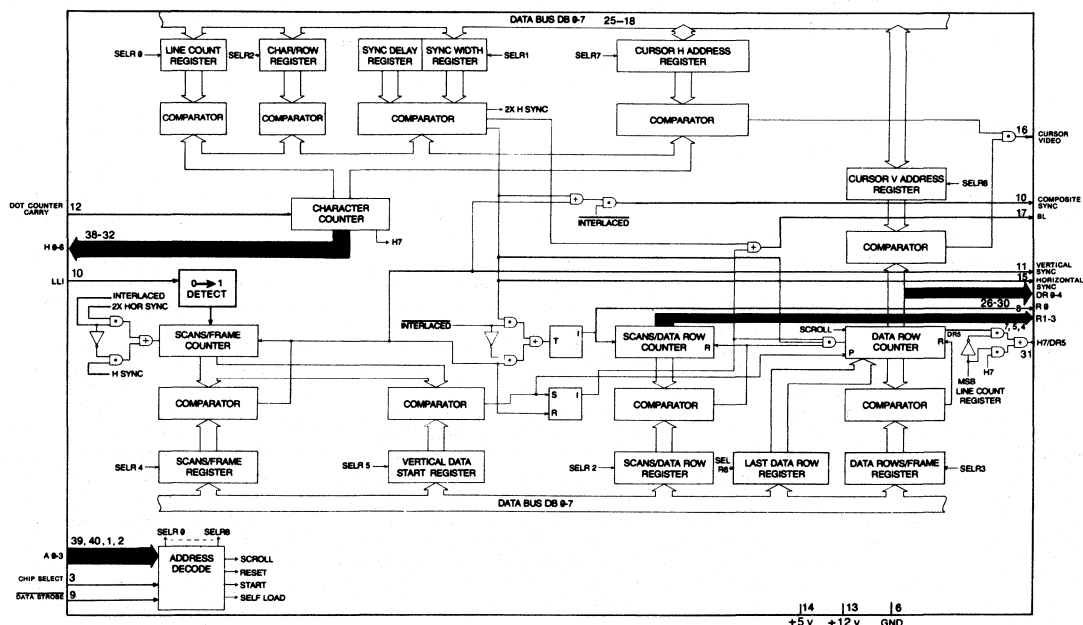 DATA BUS DB 0-7 25-18
SELR 0
LINE COUNT
REGISTER
SELR2
CHAR/ROW
REGISTER
SYNC DELAY
REGISTER
SYNC WIDTH
REGISTER
SELR1
SELR7
CURSOR H ADDRESS
REGISTER
COMPARATOR
COMPARATOR
COMPARATOR
2X H SYNC
COMPARATOR
16
CURSOR
VIDEO
CURSOR V ADDRESS
REGISTER
SELR8
DOT COUNTER
CARRY
12
CHARACTER
COUNTER
H7
INTERLACED
10
COMPOSITE
SYNC
17
BL
H 0-6
38-32
COMPARATOR
LLI
10
0→1
DETECT
11
VERTICAL
SYNC
15
HORIZONTAL
SYNC
DR 0-4
26-30
R 0
8
R1-3
7, 5, 4
INTERLACED
2X HOR SYNC
H SYNC
SCANS/FRAME
COUNTER
INTERLACED
T
I
SCANS/DATA ROW
COUNTER
R
SCROLL
P
DATA ROW
COUNTER
R
DR5
H7
MSB
LINE COUNT
REGISTER
H7/DR5
31
COMPARATOR
COMPARATOR
S
I
R
COMPARATOR
COMPARATOR
SELR 4
SCANS/FRAME
REGISTER
SELR 5
VERTICAL DATA
START REGISTER
SELR 2
SCANS/DATA ROW
REGISTER
SEL
R6
LAST DATA ROW
REGISTER
DATA ROWS/FRAME
REGISTER
SELR3
DATA BUS DB 0-7
SELR 0
SELR8
A 0-3
39, 40, 1, 2
ADDRESS
DECODE
SCROLL
RESET
START
SELF LOAD
CHIP SELECT
3
DATA STROBE
9
14
+5 v
13
+12 v
6
GND